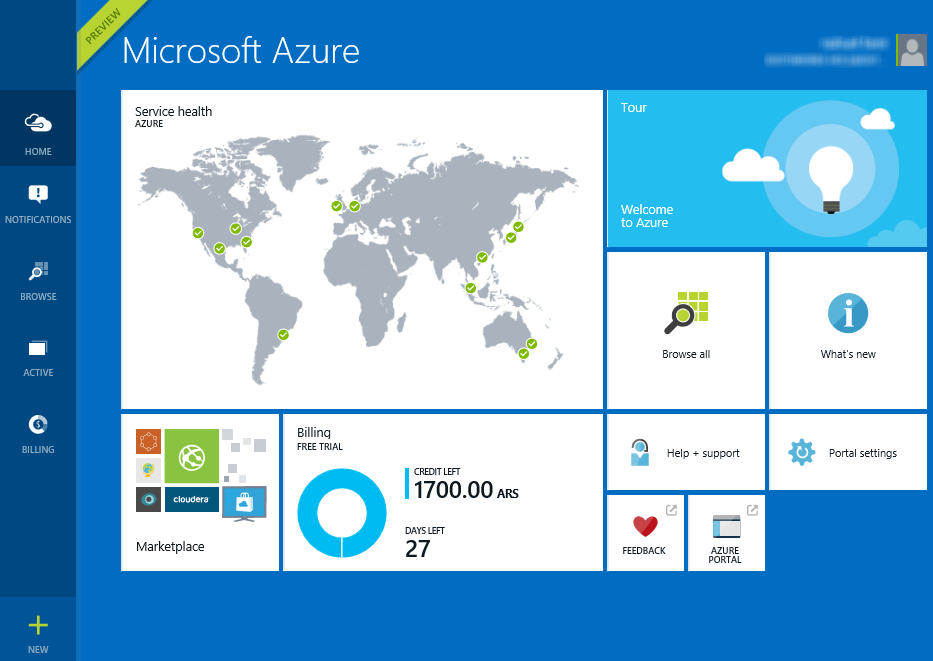 PREVIEW
Microsoft Azure
HOME
NOTIFICATIONS
BROWSE
ACTIVE
BILLING
NEW
Service health
AZURE
Tour
Welcome
to Azure
Browse all
What's new
cloudera
Marketplace
Billing
FREE TRIAL
CREDIT LEFT
1700.00 ARS
DAYS LEFT
27
Help + support
Portal settings
FEEDBACK
AZURE
PORTAL